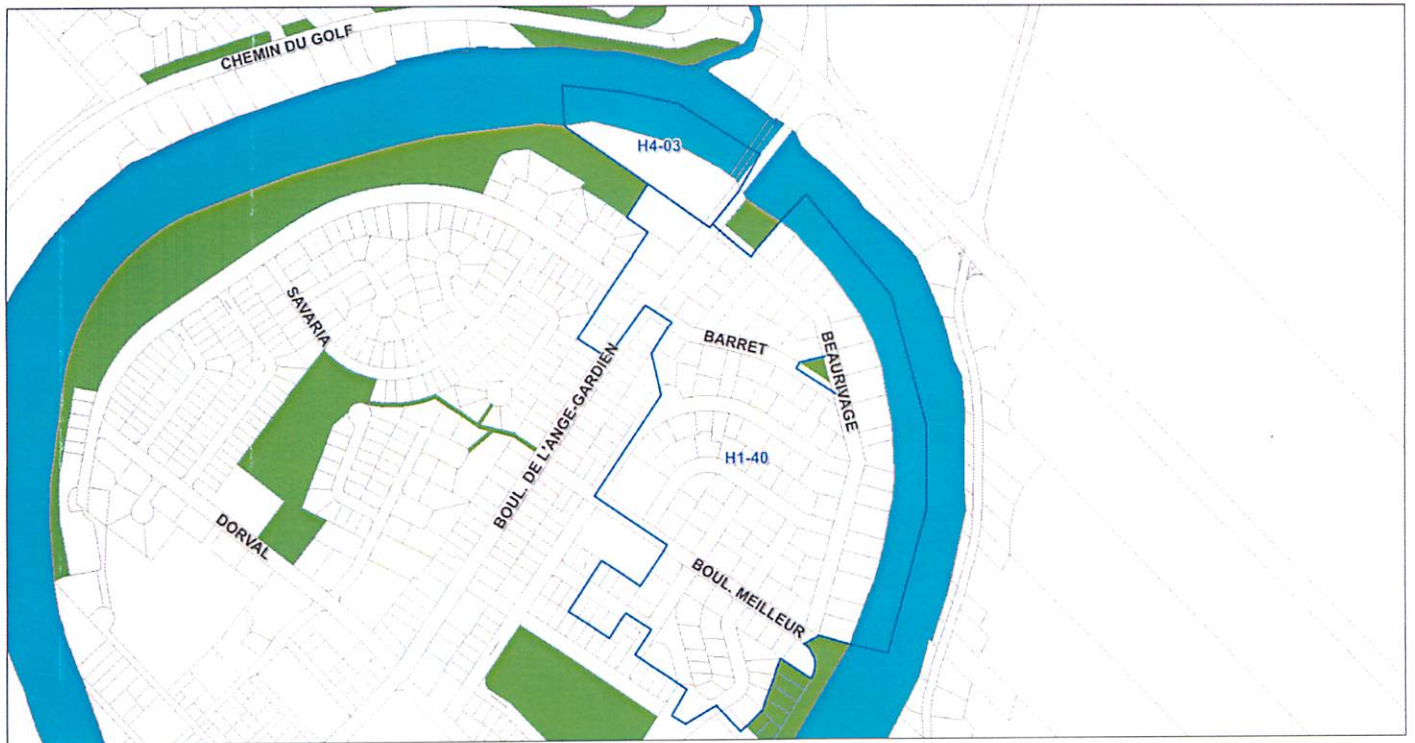 CHEMIN DU GOLF
H4-03
SAVARIA
BARRET
BEAURIVAGE
BOUL. DE L'ANGE-GARDIEN
H1-40
DORVAL
BOUL. MEILLEUR